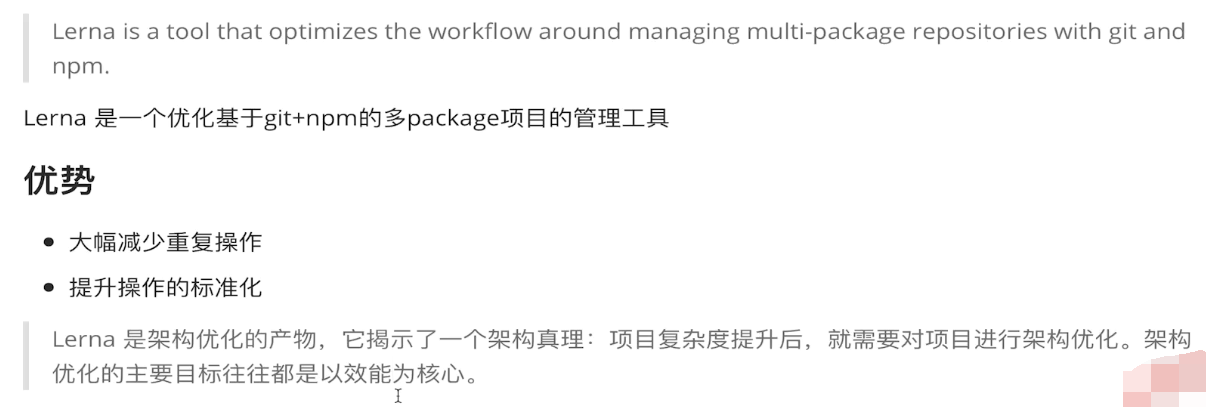 Lerna is a tool that optimizes the workflow around managing multi-package repositories with git and
npm.
Lerna 是一个优化基于git+npm的多package项目的管理工具
优势
大幅减少重复操作
提升操作的标准化
Lerna 是架构优化的产物，它揭示了一个架构真理：项目复杂度提升后，就需要对项目进行架构优化。架构
优化的主要目标往往都是以效能为核心。